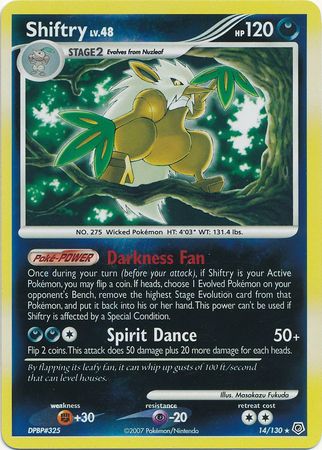 Shiftry LV.48 HP 120
STAGE2 Evolves from Nuzleaf
NO. 275 Wicked Pokémon HT: 4'03" WT: 131.4 lbs.
Poké-POWER Darkness Fan
Once during your turn (before your attack), if Shiftry is your Active
Pokémon, you may flip a coin. If heads, choose 1 Evolved Pokémon on your
opponent's Bench, remove the highest Stage Evolution card from that
Pokémon, and put it back into his or her hand. This power can't be used if
Shiftry is affected by a Special Condition.
Spirit Dance 50+
Flip 2 coins. This attack does 50 damage plus 20 more damage for each heads.
By flapping its leafy fan, it can whip up gusts of 100 ft/second
that can level houses.
Illus. Masakazu Fukuda
weakness resistance retreat cost
+30 -20
DPBP#325 ©2007 Pokémon/Nintendo 14/130